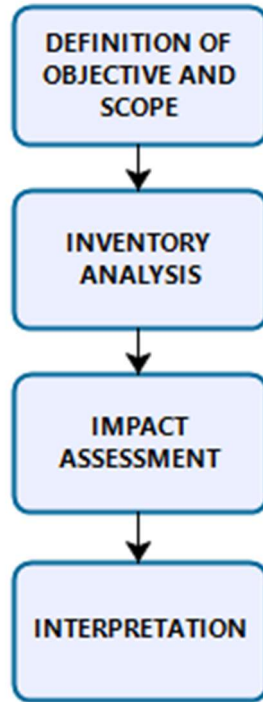 DEFINITION OF
OBJECTIVE AND
SCOPE
INVENTORY
ANALYSIS
IMPACT
ASSESSMENT
INTERPRETATION